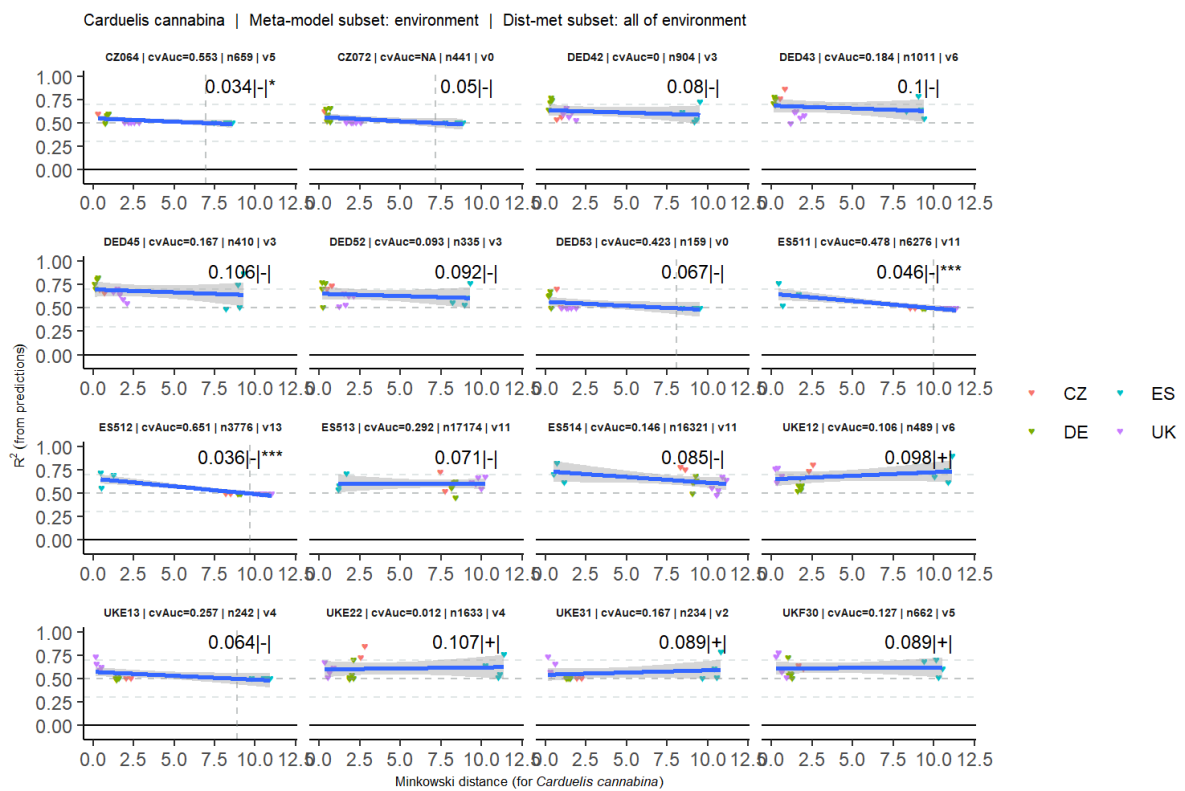 Carduelis cannabina | Meta-model subset: environment | Dist-met subset: all of environment
CZ064 | cvAuc=0.553 | n659 | v5
CZ072 | cvAuc=NA | n441 | v0
DED42 | cvAuc=0 | n904 | v3
DED43 | cvAuc=0.184 | n1011 | v6
0.034|-|*
0.05|-|
0.08|-|
0.1|-|
1.00
0.75
0.50
0.25
0.00
0.0 2.5 5.0 7.5 10.0 12.5
0.0 2.5 5.0 7.5 10.0 12.5
0.0 2.5 5.0 7.5 10.0 12.5
0.0 2.5 5.0 7.5 10.0 12.5
DED45 | cvAuc=0.167 | n410 | v3
DED52 | cvAuc=0.093 | n335 | v3
DED53 | cvAuc=0.423 | n159 | v0
ES511 | cvAuc=0.478 | n6276 | v11
0.106|-|
0.092|-|
0.067|-|
0.046|-|***
1.00
0.75
0.50
0.25
0.00
0.0 2.5 5.0 7.5 10.0 12.5
0.0 2.5 5.0 7.5 10.0 12.5
0.0 2.5 5.0 7.5 10.0 12.5
0.0 2.5 5.0 7.5 10.0 12.5
ES512 | cvAuc=0.651 | n3776 | v13
ES513 | cvAuc=0.292 | n17174 | v11
ES514 | cvAuc=0.146 | n16321 | v11
UKE12 | cvAuc=0.106 | n489 | v6
0.036|-|***
0.071|-|
0.085|-|
0.098|+|
1.00
0.75
0.50
0.25
0.00
0.0 2.5 5.0 7.5 10.0 12.5
0.0 2.5 5.0 7.5 10.0 12.5
0.0 2.5 5.0 7.5 10.0 12.5
0.0 2.5 5.0 7.5 10.0 12.5
UKE13 | cvAuc=0.257 | n242 | v4
UKE22 | cvAuc=0.012 | n1633 | v4
UKE31 | cvAuc=0.167 | n234 | v2
UKF30 | cvAuc=0.127 | n662 | v5
0.064|-|
0.107|+|
0.089|+|
0.089|+|
1.00
0.75
0.50
0.25
0.00
0.0 2.5 5.0 7.5 10.0 12.5
0.0 2.5 5.0 7.5 10.0 12.5
0.0 2.5 5.0 7.5 10.0 12.5
0.0 2.5 5.0 7.5 10.0 12.5
R² (from predictions)
Minkowski distance (for Carduelis cannabina)
CZ
ES
DE
UK